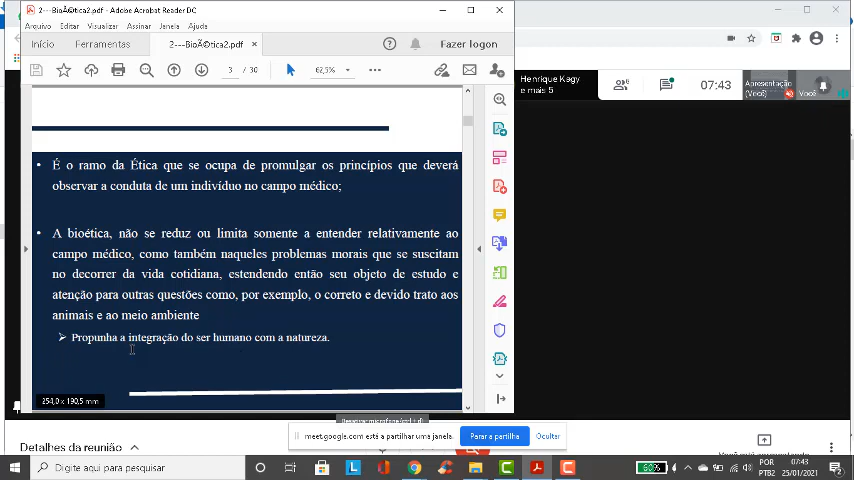 2---BioÃ©tica2.pdf - Adobe Acrobat Reader DC
Arquivo Editar Visualizar Assinar Janela Ajuda
Início Ferramentas 2---BioÃ©tica2.pdf × Fazer logon
3 / 30 62,5%
Henrique Kagy
e mais 5
6
07:43
Apresentação
(Você)
Você
• É o ramo da Ética que se ocupa de promulgar os princípios que deverá
observar a conduta de um indivíduo no campo médico;
• A bioética, não se reduz ou limita somente a entender relativamente ao
campo médico, como também naqueles problemas morais que se suscitam
no decorrer da vida cotidiana, estendendo então seu objeto de estudo e
atenção para outras questões como, por exemplo, o correto e devido trato aos
animais e ao meio ambiente
➢ Propunha a integração do ser humano com a natureza.
254,0 x 190,5 mm
meet.google.com está a partilhar uma janela.
Parar a partilha
Ocultar
Detalhes da reunião
Digite aqui para pesquisar
60%
POR
PTB2
07:43
25/01/2021